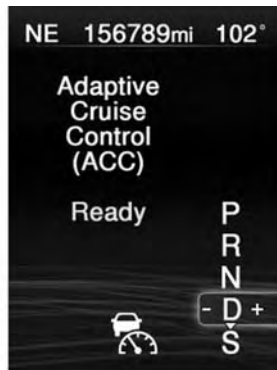 NE 156789mi 102°
Adaptive
Cruise
Control
(ACC)
Ready
P
R
N
- D +
S